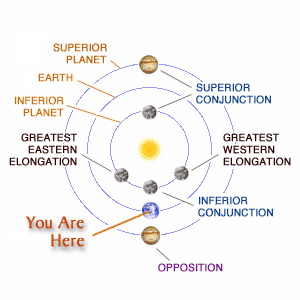 SUPERIOR
PLANET
EARTH
SUPERIOR
CONJUNCTION
INFERIOR
PLANET
GREATEST
EASTERN
ELONGATION
GREATEST
WESTERN
ELONGATION
INFERIOR
CONJUNCTION
You Are
Here
OPPOSITION